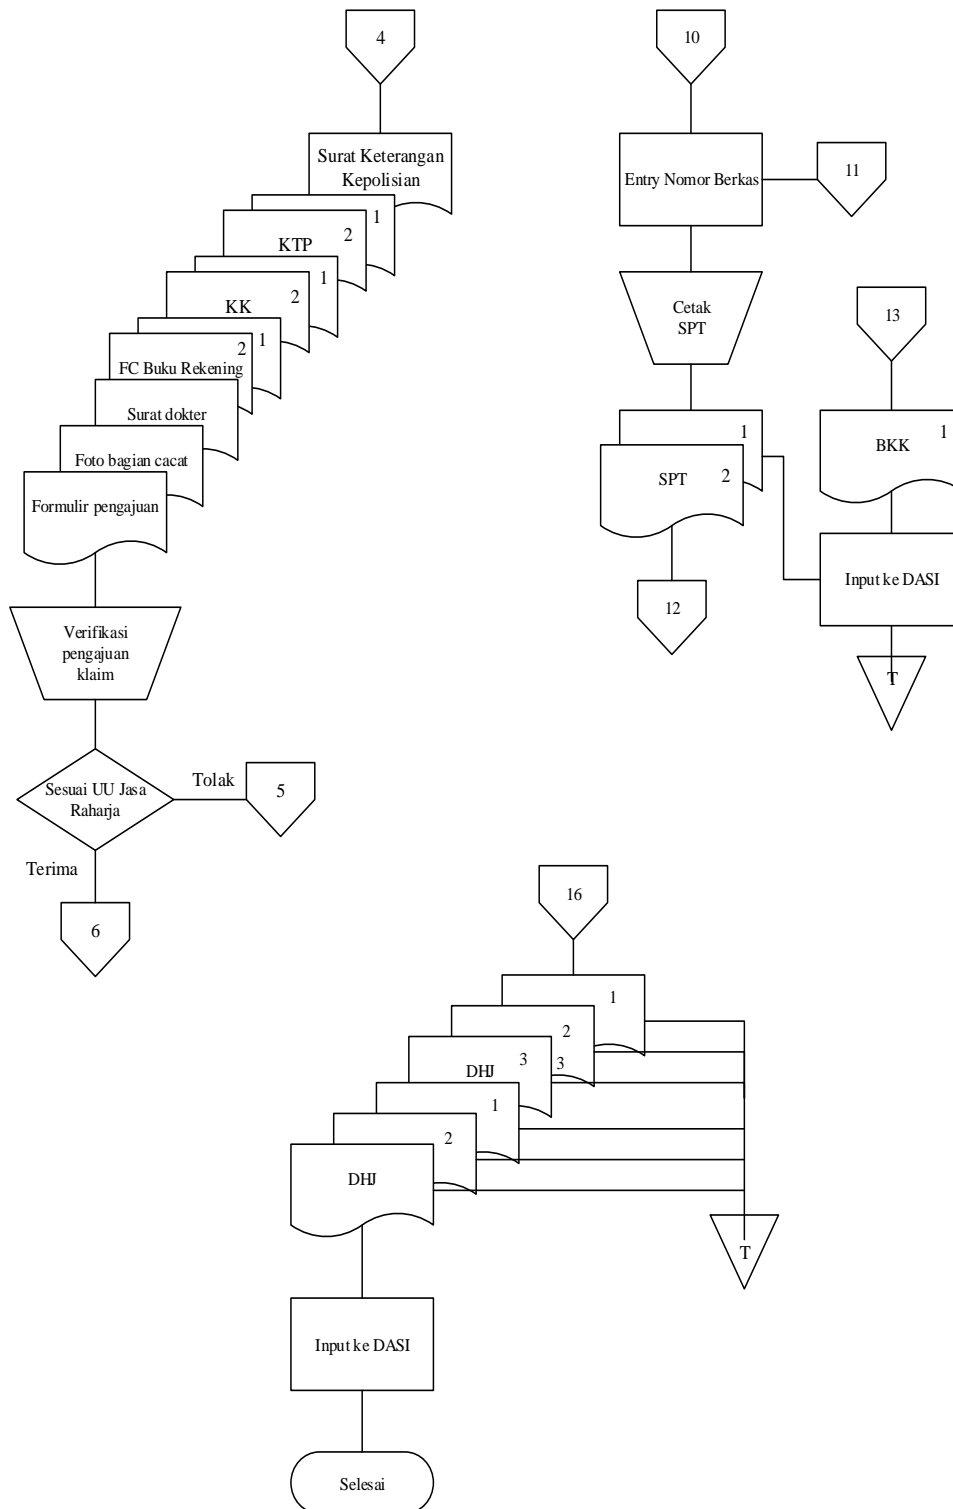 4
Surat Keterangan
Kepolisian
1
2
KTP
1
2
KK
1
2
FC Buku Rekening
Surat dokter
Foto bagian cacat
Formulir pengajuan
Verifikasi
pengajuan
klaim
Sesuai UU Jasa
Raharja
Tolak
5
Terima
6
10
Entry Nomor Berkas
11
Cetak
SPT
13
1
SPT
2
12
BKK
1
Input ke DASI
T
16
1
2
3
3
DHJ
1
2
DHJ
T
Input ke DASI
Selesai